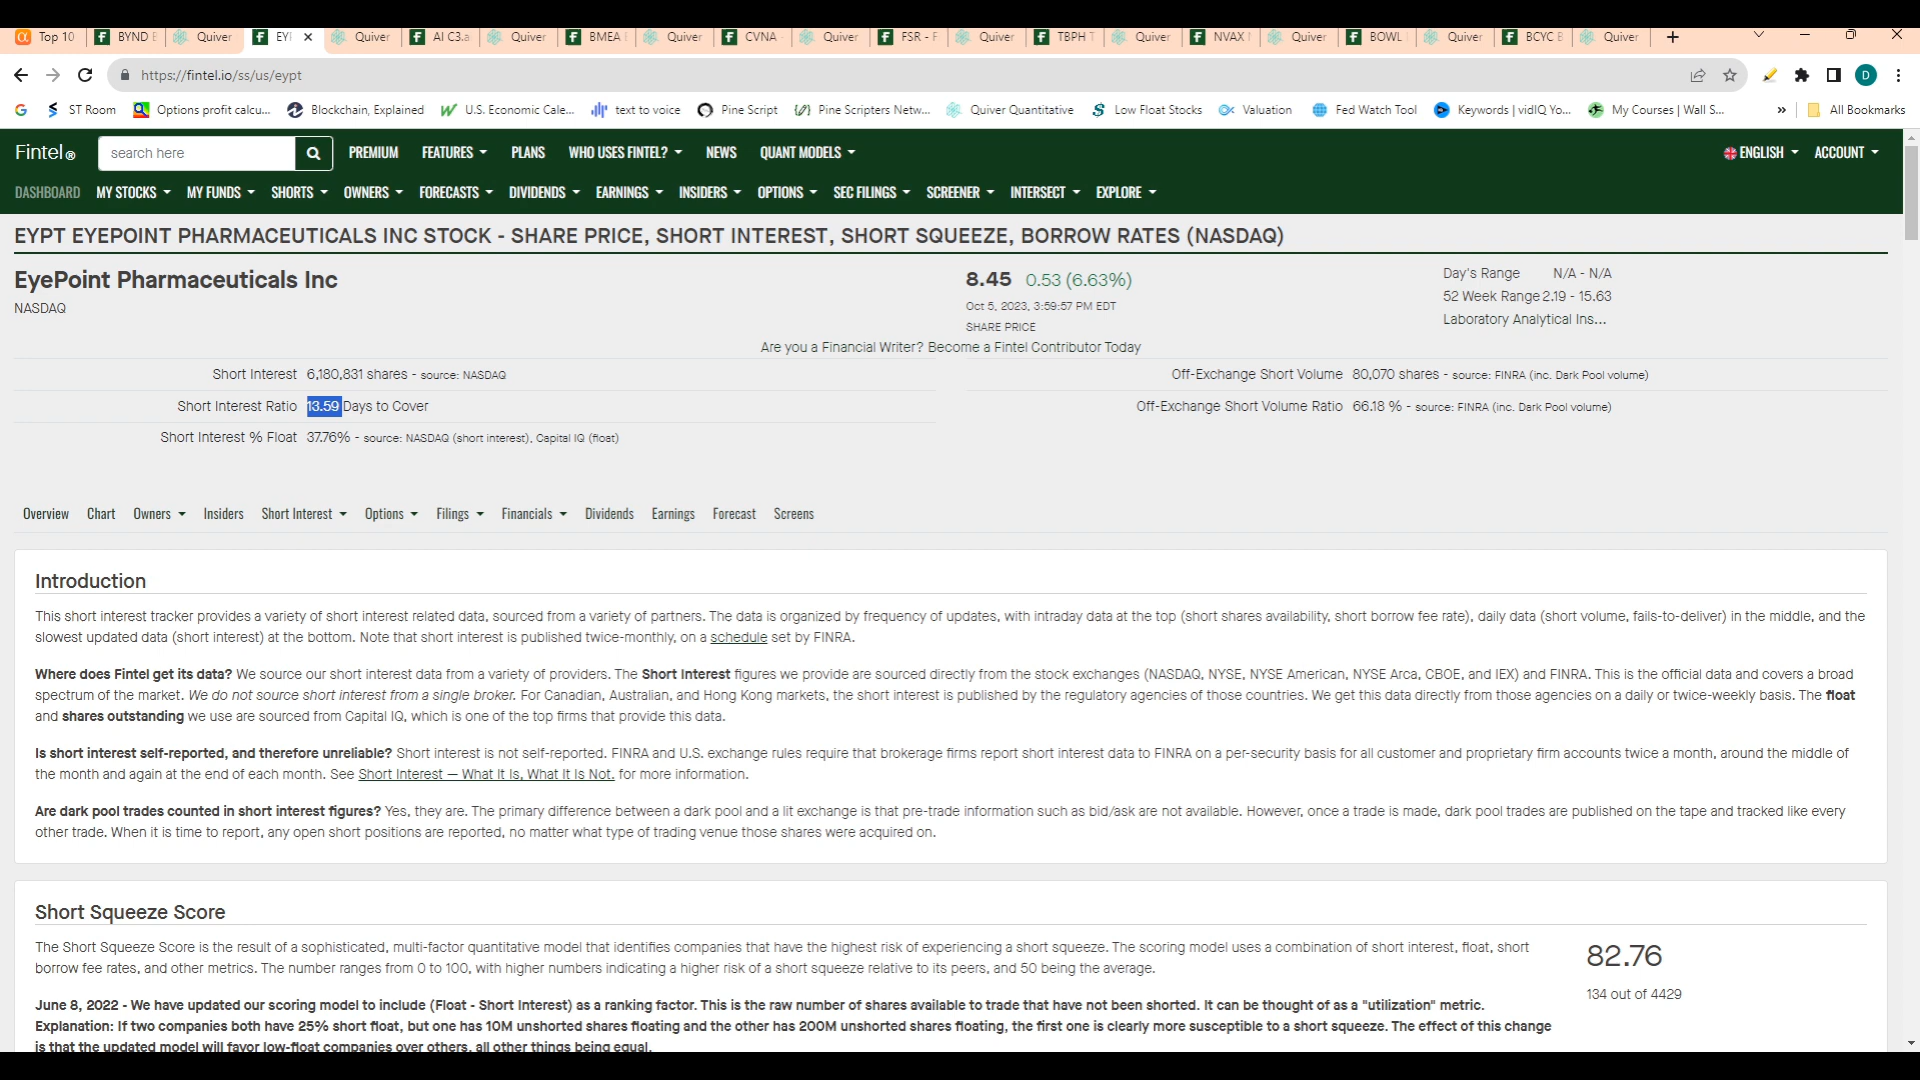 Top 10 BYND Quiver EY Quiver AI C3.a Quiver BMEA Quiver CVNA Quiver FSR - F Quiver TBPH T Quiver NVAX Quiver BOWL Quiver BCYC B Quiver
https://fintel.io/ss/us/eypt D
ST Room Options profit calcu... Blockchain, Explained U.S. Economic Cale... text to voice Pine Script Pine Scripters Netw... Quiver Quantitative Low Float Stocks Valuation Fed Watch Tool Keywords | vidIQ Yo... My Courses | Wall S... » All Bookmarks
Fintel® search here PREMIUM FEATURES PLANS WHO USES FINTEL? NEWS QUANT MODELS ENGLISH ACCOUNT
DASHBOARD MY STOCKS MY FUNDS SHORTS OWNERS FORECASTS DIVIDENDS EARNINGS INSIDERS OPTIONS SEC FILINGS SCREENER INTERSECT EXPLORE
EYPT EYEPOINT PHARMACEUTICALS INC STOCK - SHARE PRICE, SHORT INTEREST, SHORT SQUEEZE, BORROW RATES (NASDAQ)
EyePoint Pharmaceuticals Inc
NASDAQ
8.45 0.53 (6.63%)
Oct 5, 2023, 3:59:57 PM EDT
SHARE PRICE
Day's Range N/A - N/A
52 Week Range 2.19 - 15.63
Laboratory Analytical Ins...
Are you a Financial Writer? Become a Fintel Contributor Today
Short Interest 6,180,831 shares - source: NASDAQ
Short Interest Ratio 13.59 Days to Cover
Short Interest % Float 37.76% - source: NASDAQ (short interest), Capital IQ (float)
Off-Exchange Short Volume 80,070 shares - source: FINRA (inc. Dark Pool volume)
Off-Exchange Short Volume Ratio 66.18 % - source: FINRA (inc. Dark Pool volume)
Overview Chart Owners Insiders Short Interest Options Filings Financials Dividends Earnings Forecast Screens
Introduction
This short interest tracker provides a variety of short interest related data, sourced from a variety of partners. The data is organized by frequency of updates, with intraday data at the top (short shares availability, short borrow fee rate), daily data (short volume, fails-to-deliver) in the middle, and the
slowest updated data (short interest) at the bottom. Note that short interest is published twice-monthly, on a schedule set by FINRA.
Where does Fintel get its data? We source our short interest data from a variety of providers. The Short Interest figures we provide are sourced directly from the stock exchanges (NASDAQ, NYSE, NYSE American, NYSE Arca, CBOE, and IEX) and FINRA. This is the official data and covers a broad
spectrum of the market. We do not source short interest from a single broker. For Canadian, Australian, and Hong Kong markets, the short interest is published by the regulatory agencies of those countries. We get this data directly from those agencies on a daily or twice-weekly basis. The float
and shares outstanding we use are sourced from Capital IQ, which is one of the top firms that provide this data.
Is short interest self-reported, and therefore unreliable? Short interest is not self-reported. FINRA and U.S. exchange rules require that brokerage firms report short interest data to FINRA on a per-security basis for all customer and proprietary firm accounts twice a month, around the middle of
the month and again at the end of each month. See Short Interest — What It Is, What It Is Not. for more information.
Are dark pool trades counted in short interest figures? Yes, they are. The primary difference between a dark pool and a lit exchange is that pre-trade information such as bid/ask are not available. However, once a trade is made, dark pool trades are published on the tape and tracked like every
other trade. When it is time to report, any open short positions are reported, no matter what type of trading venue those shares were acquired on.
Short Squeeze Score
The Short Squeeze Score is the result of a sophisticated, multi-factor quantitative model that identifies companies that have the highest risk of experiencing a short squeeze. The scoring model uses a combination of short interest, float, short
borrow fee rates, and other metrics. The number ranges from 0 to 100, with higher numbers indicating a higher risk of a short squeeze relative to its peers, and 50 being the average.
82.76
134 out of 4429
June 8, 2022 - We have updated our scoring model to include (Float - Short Interest) as a ranking factor. This is the raw number of shares available to trade that have not been shorted. It can be thought of as a "utilization" metric.
Explanation: If two companies both have 25% short float, but one has 10M unshorted shares floating and the other has 200M unshorted shares floating, the first one is clearly more susceptible to a short squeeze. The effect of this change
is that the updated model will favor low-float companies over others, all other things being equal.